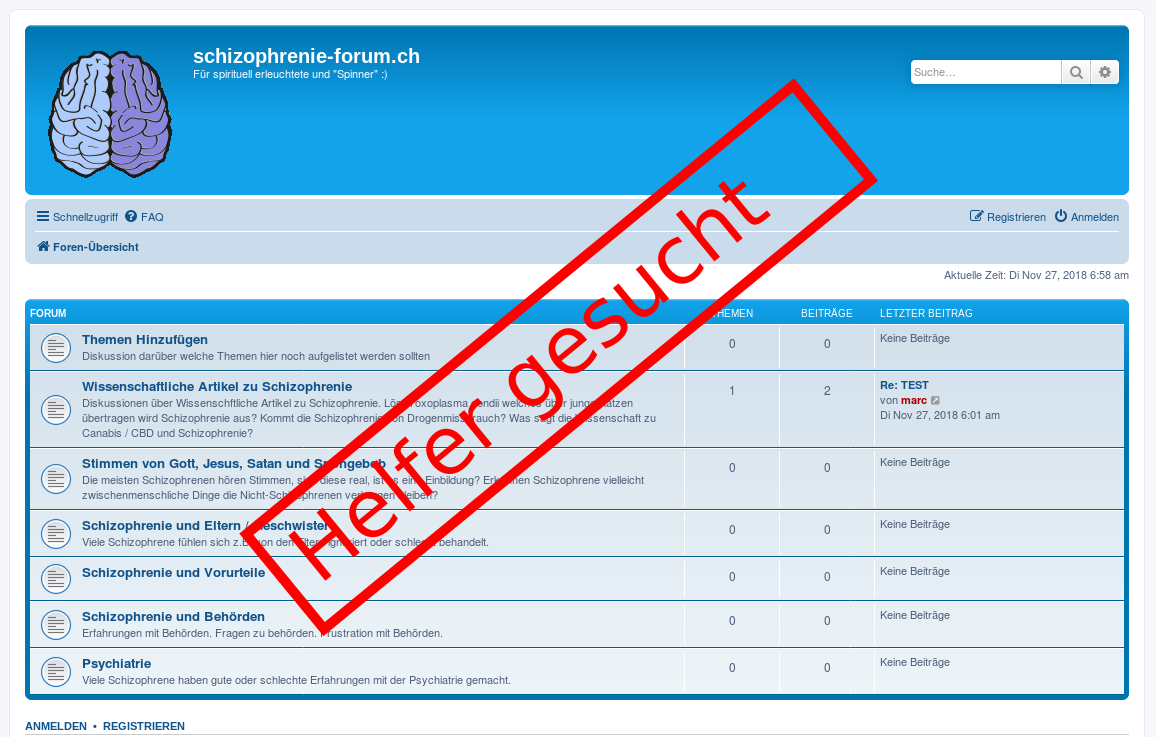 schizophrenie-forum.ch
Für spirituell erleuchtete und "Spinner" :)
Suche…
Schnellzugriff FAQ
Registrieren Anmelden
Foren-Übersicht
Aktuelle Zeit: Di Nov 27, 2018 6:58 am
FORUM THEMEN BEITRÄGE LETZTER BEITRAG
Themen Hinzufügen
Diskussion darüber welche Themen hier noch aufgelistet werden sollten
0 0 Keine Beiträge
Wissenschaftliche Artikel zu Schizophrenie
Diskussionen über Wissenschftliche Artikel zu Schizophrenie. Löst Toxoplasma gondii welches über junge Katzen
übertragen wird Schizophrenie aus? Kommt die Schizophrenie von Drogenmissbrauch? Was sagt die Wissenschaft zu
Canabis / CBD und Schizophrenie?
1 2 Re: TEST
von marc
Di Nov 27, 2018 6:01 am
Stimmen von Gott, Jesus, Satan und Spongebob
Die meisten Schizophrenen hören Stimmen, sind diese real, ist es eine Einbildung? Erkennen Schizophrene vielleicht
zwischenmenschliche Dinge die Nicht-Schizophrenen verborgen bleiben?
0 0 Keine Beiträge
Schizophrenie und Eltern / Geschwister
Viele Schizophrene fühlen sich z.B. von den Eltern ignoriert oder schlecht behandelt.
0 0 Keine Beiträge
Schizophrenie und Vorurteile
0 0 Keine Beiträge
Schizophrenie und Behörden
Erfahrungen mit Behörden. Fragen zu behörden. Frustration mit Behörden.
0 0 Keine Beiträge
Psychiatrie
Viele Schizophrene haben gute oder schlechte Erfahrungen mit der Psychiatrie gemacht.
0 0 Keine Beiträge
Helfer gesucht
ANMELDEN • REGISTRIEREN